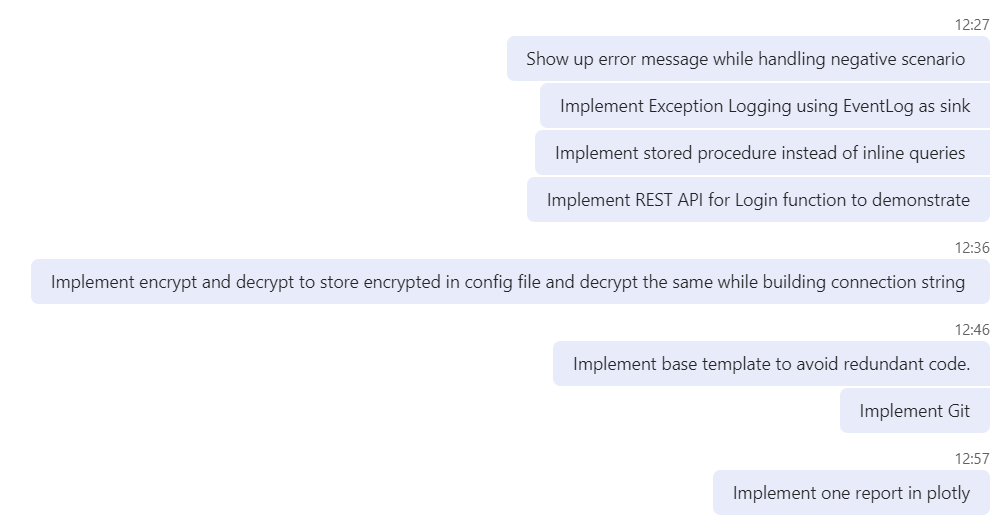 12:27
Show up error message while handling negative scenario
Implement Exception Logging using EventLog as sink
Implement stored procedure instead of inline queries
Implement REST API for Login function to demonstrate
12:36
Implement encrypt and decrypt to store encrypted in config file and decrypt the same while building connection string
12:46
Implement base template to avoid redundant code.
Implement Git
12:57
Implement one report in plotly